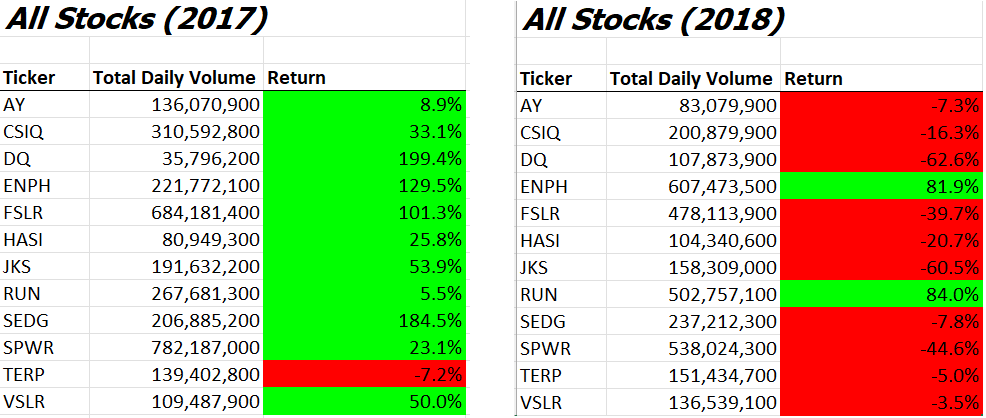 All Stocks (2017)
Ticker Total Daily Volume Return
AY 136,070,900 8.9%
CSIQ 310,592,800 33.1%
DQ 35,796,200 199.4%
ENPH 221,772,100 129.5%
FSLR 684,181,400 101.3%
HASI 80,949,300 25.8%
JKS 191,632,200 53.9%
RUN 267,681,300 5.5%
SEDG 206,885,200 184.5%
SPWR 782,187,000 23.1%
TERP 139,402,800 -7.2%
VSLR 109,487,900 50.0%
All Stocks (2018)
Ticker Total Daily Volume Return
AY 83,079,900 -7.3%
CSIQ 200,879,900 -16.3%
DQ 107,873,900 -62.6%
ENPH 607,473,500 81.9%
FSLR 478,113,900 -39.7%
HASI 104,340,600 -20.7%
JKS 158,309,000 -60.5%
RUN 502,757,100 84.0%
SEDG 237,212,300 -7.8%
SPWR 538,024,300 -44.6%
TERP 151,434,700 -5.0%
VSLR 136,539,100 -3.5%